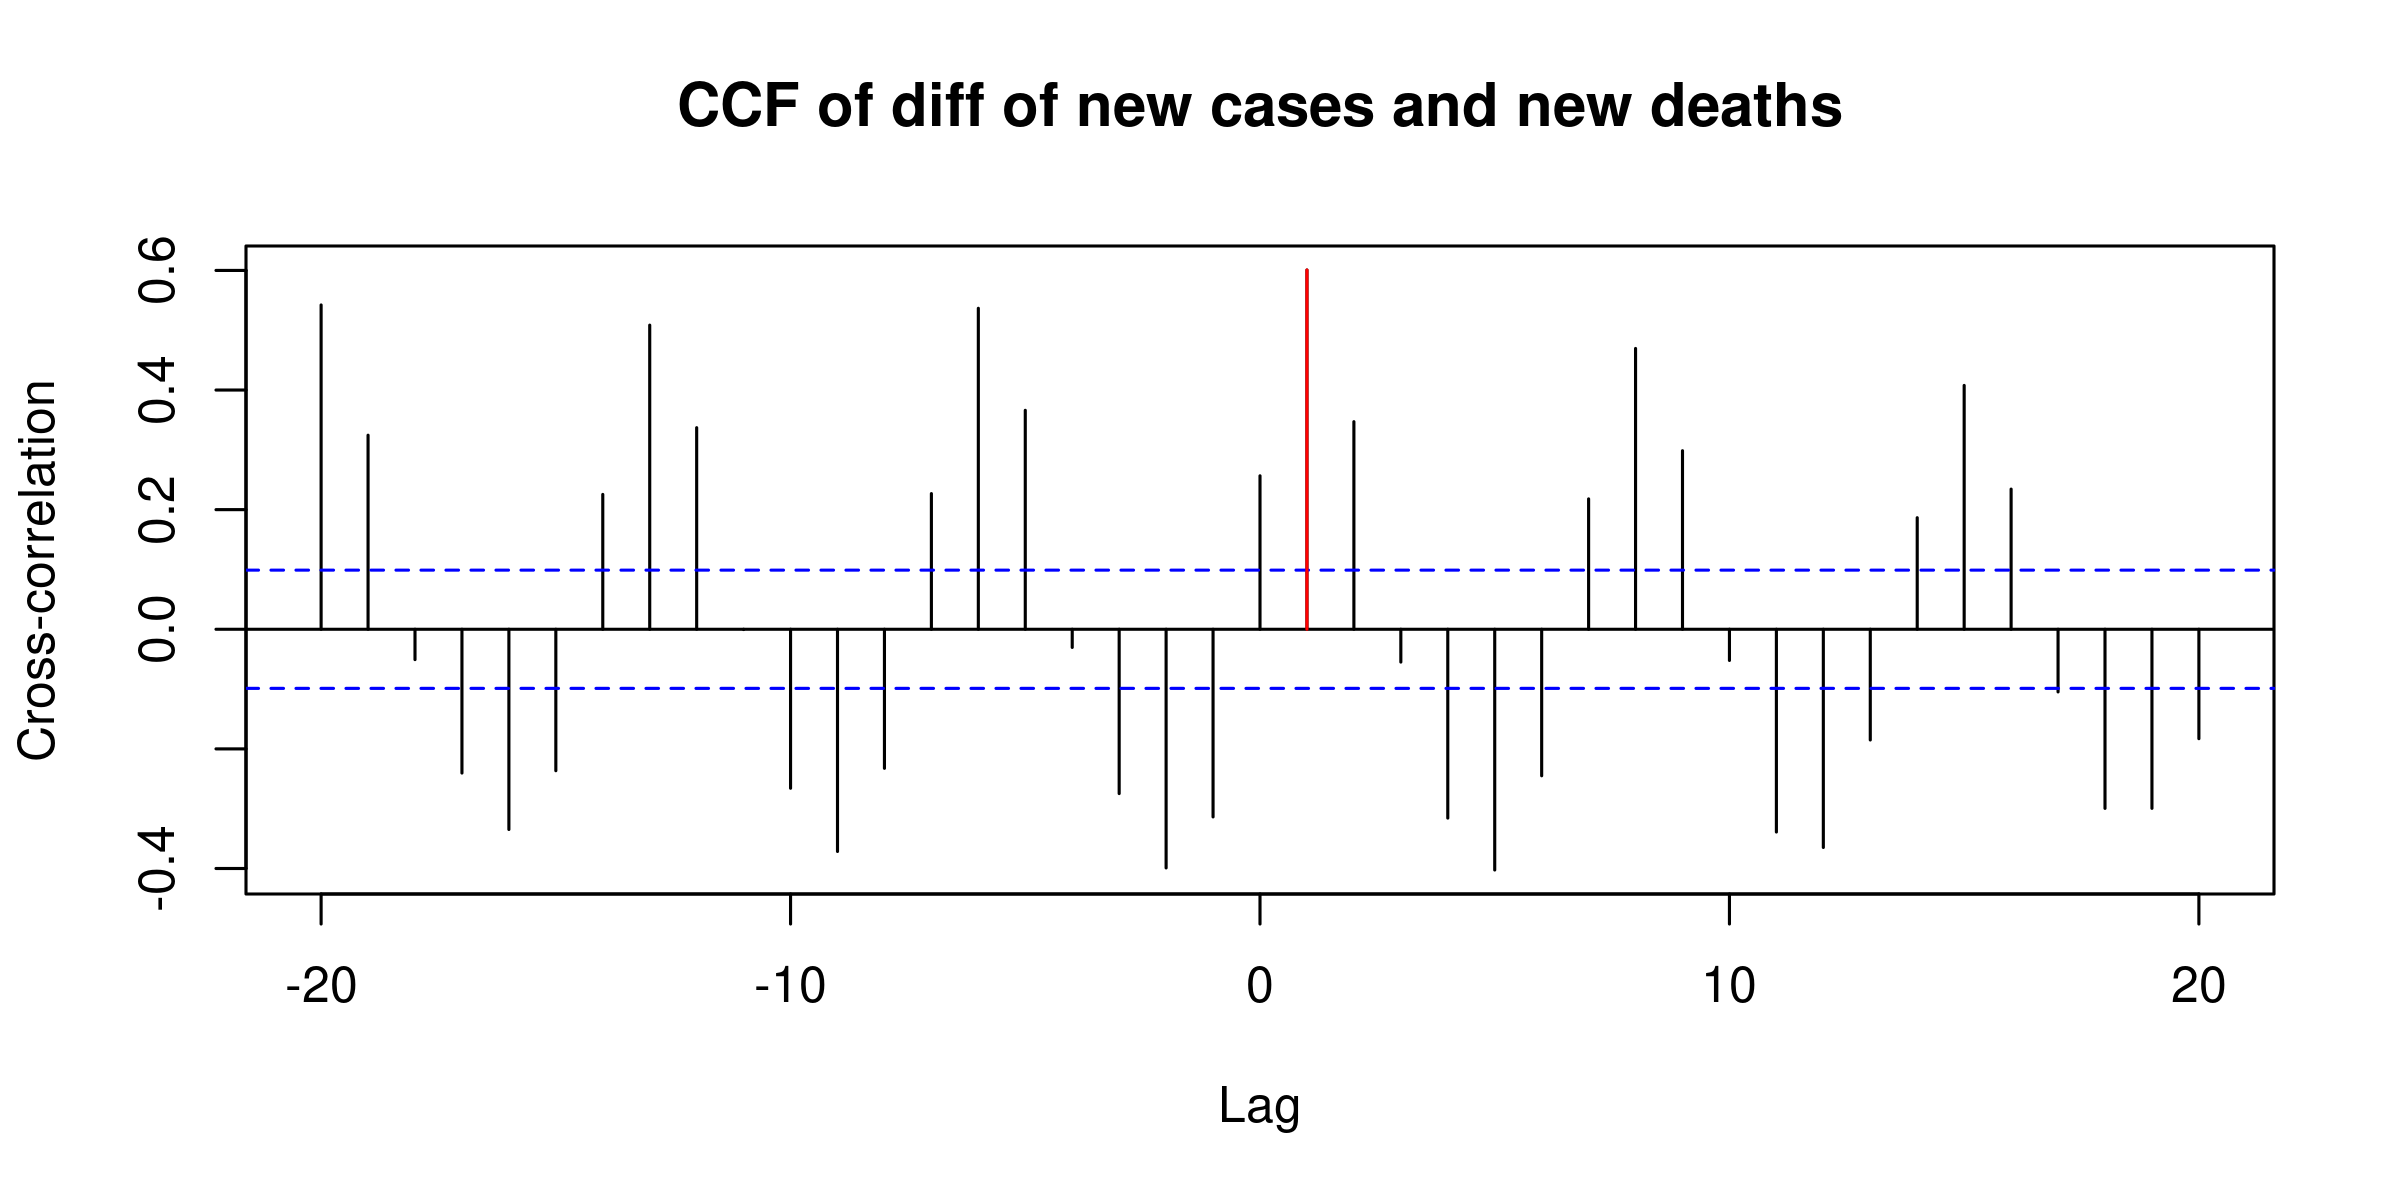 CCF of diff of new cases and new deaths
Cross-correlation
0.6
0.4
0.2
0.0
-0.4
-20 -10 0 10 20
Lag